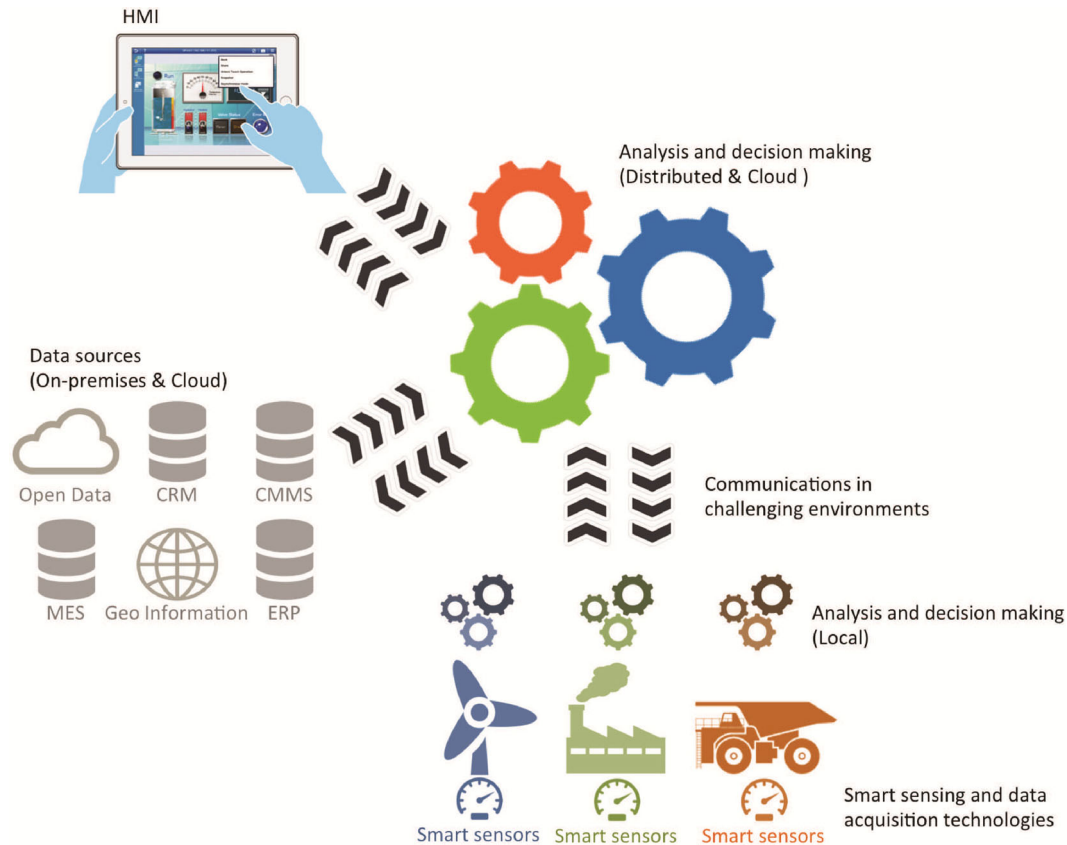 HMI
Analysis and decision making
(Distributed & Cloud )
Data sources
(On-premises & Cloud)
Open Data
CRM
CMMS
MES
Geo Information
ERP
Communications in
challenging environments
Analysis and decision making
(Local)
Smart sensors
Smart sensors
Smart sensors
Smart sensing and data
acquisition technologies